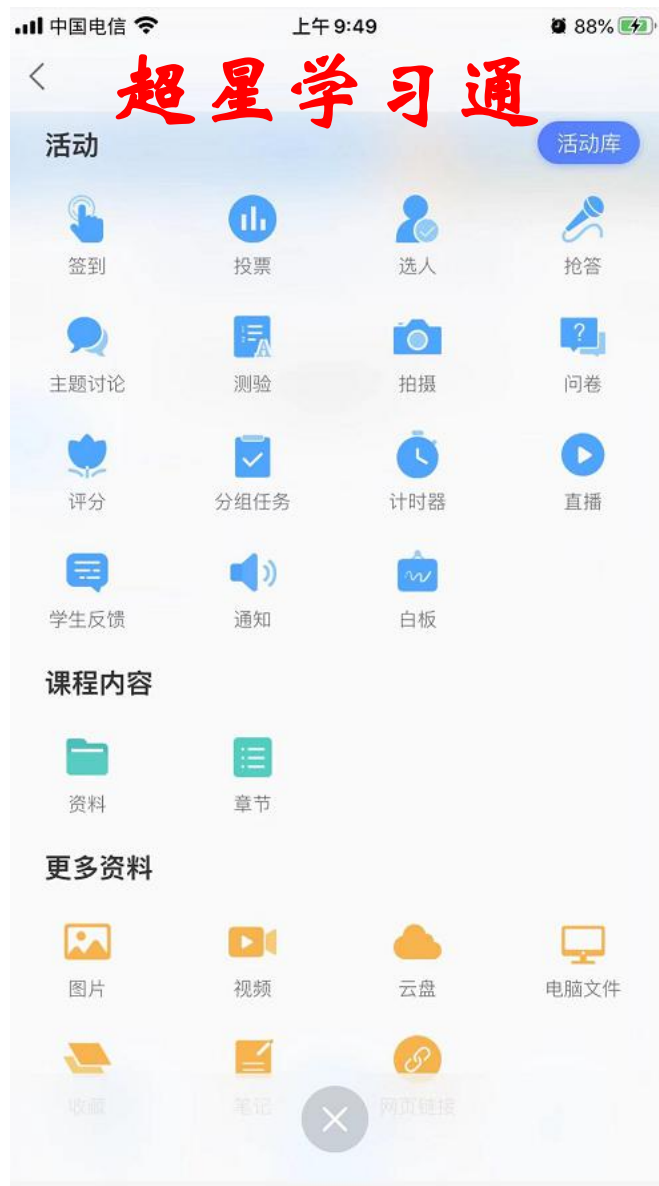 中国电信 上午 9:49 88%
超星学习通
活动 活动库
签到 投票 选人 抢答
主题讨论 测验 拍摄 问卷
评分 分组任务 计时器 直播
学生反馈 通知 白板
课程内容
资料 章节
更多资料
图片 视频 云盘 电脑文件
收藏 笔记 网页链接